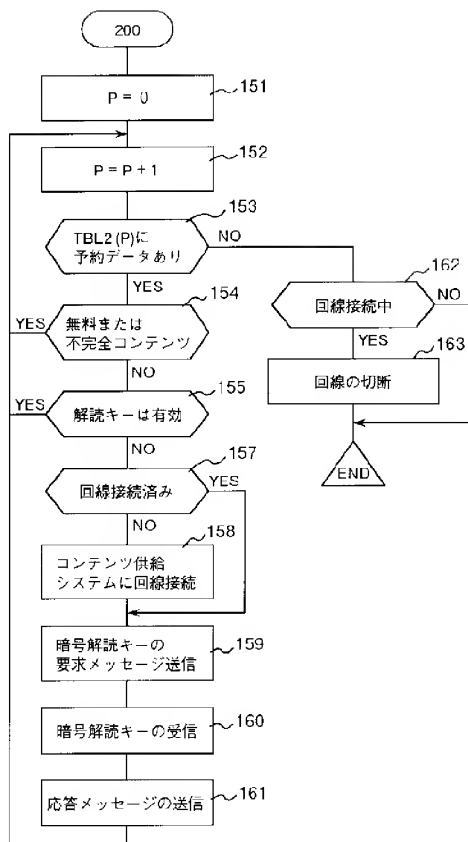 200
P = 0
151
P = P + 1
152
TBL2 (P)に
予約データあり
153
NO
YES
無料または
不完全コンテンツ
154
YES
NO
解読キーは有効
155
YES
NO
回線接続済み
157
YES
NO
コンテンツ供給
システムに回線接続
158
暗号解読キーの
要求メッセージ送信
159
暗号解読キーの受信
160
応答メッセージの送信
161
回線接続中
162
NO
YES
回線の切断
163
END